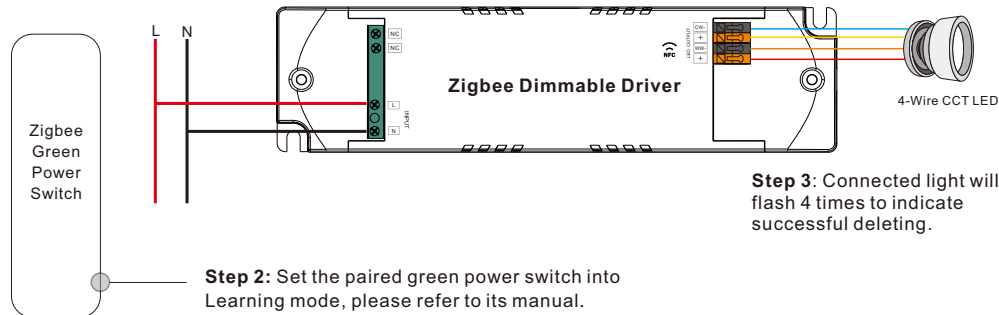 L N
NC
NC
L
N
INPUT
Zigbee Dimmable Driver
NFC
LED OUTPUT
CW-
+
WW-
+
4-Wire CCT LED
Zigbee
Green
Power
Switch
Step 3: Connected light will
flash 4 times to indicate
successful deleting.
Step 2: Set the paired green power switch into
Learning mode, please refer to its manual.